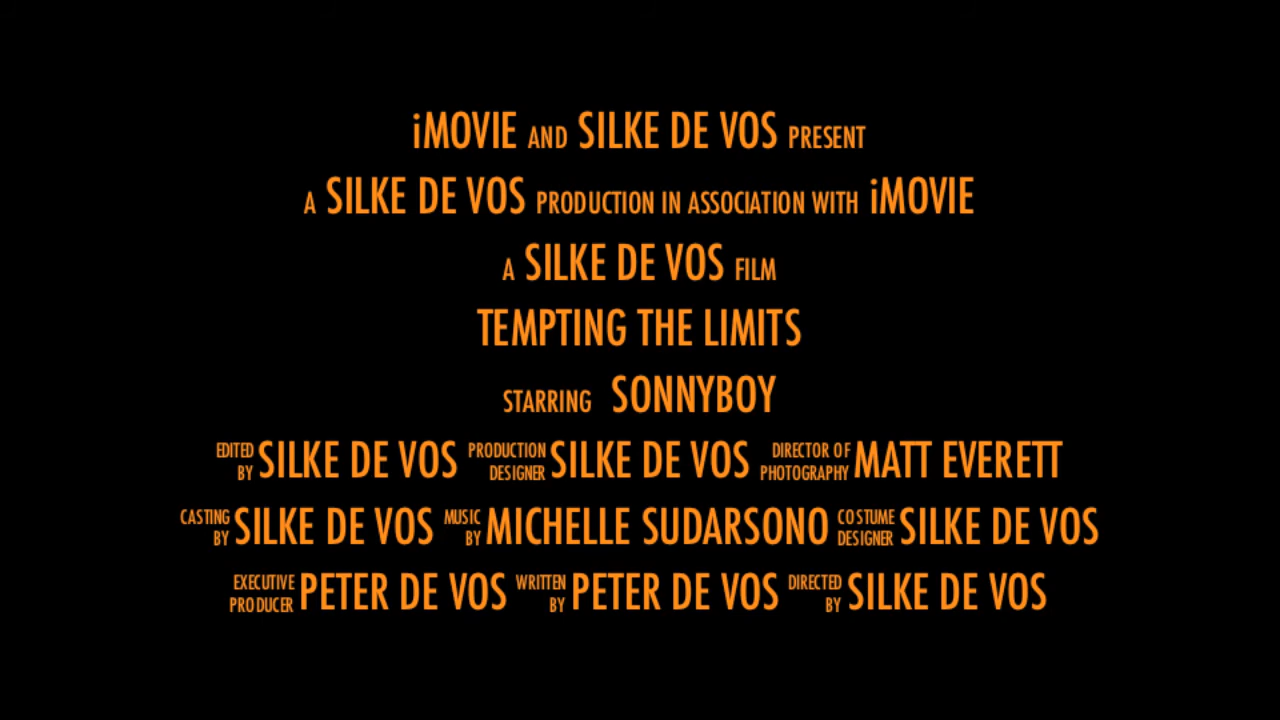 iMOVIE AND SILKE DE VOS PRESENT
A SILKE DE VOS PRODUCTION IN ASSOCIATION WITH iMOVIE
A SILKE DE VOS FILM
TEMPTING THE LIMITS
STARRING SONNYBOY
EDITED BY SILKE DE VOS PRODUCTION DESIGNER SILKE DE VOS DIRECTOR OF PHOTOGRAPHY MATT EVERETT
CASTING BY SILKE DE VOS MUSIC BY MICHELLE SUDARSONO COSTUME DESIGNER SILKE DE VOS
EXECUTIVE PRODUCER PETER DE VOS WRITTEN BY PETER DE VOS DIRECTED BY SILKE DE VOS